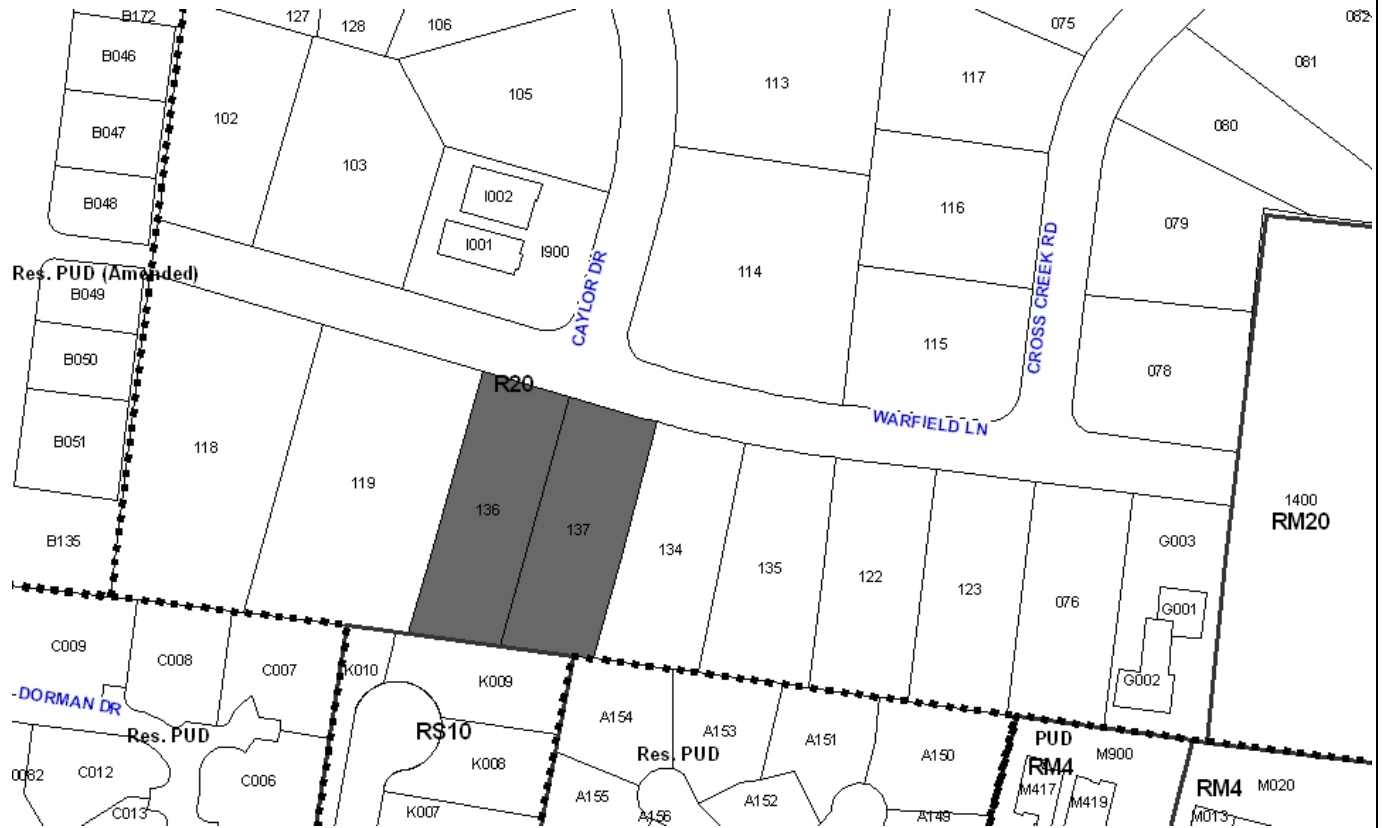 B172
127
128
106
075
082
B046
105
113
117
081
102
B047
080
103
B048
I002
116
079
I001
I900
CAYLOR DR
114
CROSS CREEK RD
Res. PUD (Amended)
B049
115
B050
078
R20
WARFIELD LN
B051
118
119
136
137
134
135
122
123
076
G003
1400
RM20
B135
G001
C009
C008
C007
K010
K009
G002
DORMAN DR
Res. PUD
RS10
A154
A153
A151
A150
Res. PUD
PUD
RM4
M900
0082
C012
C006
K008
A155
A152
M417
M419
RM4
M020
C013
K007
A156
A149
M013